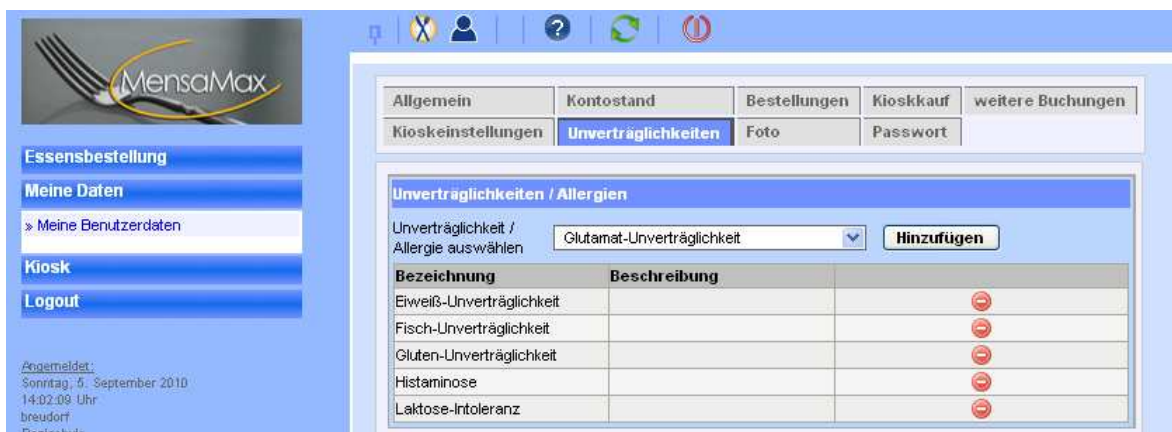 MensaMax
Essensbestellung
Meine Daten
» Meine Benutzerdaten
Kiosk
Logout
Angemeldet:
Sonntag, 5. September 2010
14:02:09 Uhr
breudorf
Allgemein Kontostand Bestellungen Kioskkauf weitere Buchungen
Kioskeinstellungen Unverträglichkeiten Foto Passwort
Unverträglichkeiten / Allergien
Unverträglichkeit /
Allergie auswählen
Glutamat-Unverträglichkeit Hinzufügen
Bezeichnung Beschreibung
Eiweiß-Unverträglichkeit
Fisch-Unverträglichkeit
Gluten-Unverträglichkeit
Histaminose
Laktose-Intoleranz